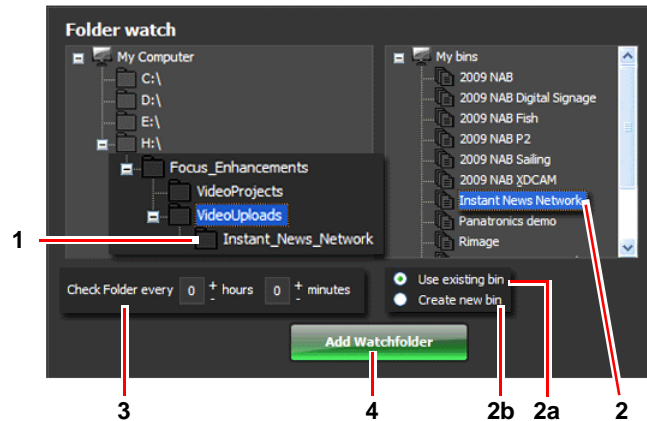 Folder watch
My Computer
C:\
D:\
E:\
H:\
Focus_Enhancements
VideoProjects
VideoUploads
Instant_News_Network
My bins
2009 NAB
2009 NAB Digital Signage
2009 NAB Fish
2009 NAB P2
2009 NAB Sailing
2009 NAB XDCAM
Instant News Network
Panatronics demo
Rimage
Check Folder every 0 + - hours 0 + - minutes
Use existing bin
Create new bin
Add Watchfolder
1
3
4
2b
2a
2